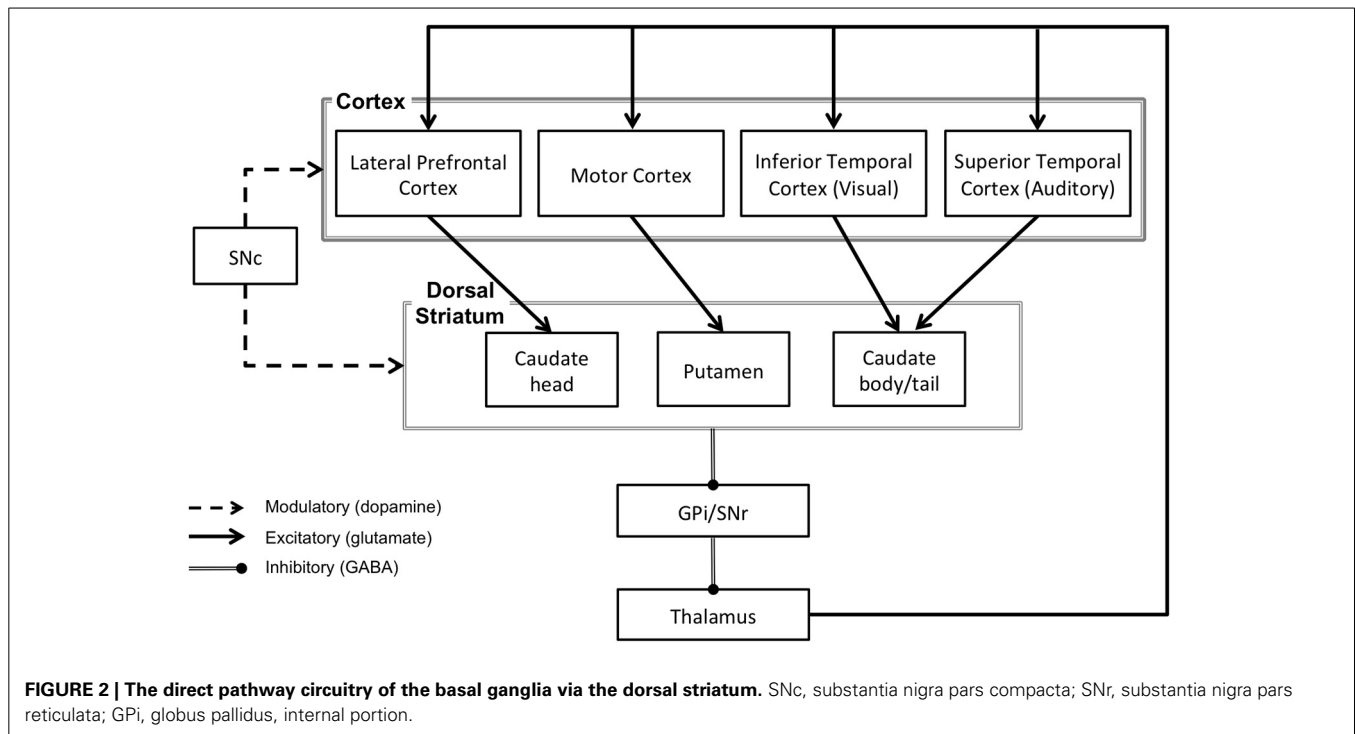 Cortex
Lateral Prefrontal
Cortex
Motor Cortex
Inferior Temporal
Cortex (Visual)
Superior Temporal
Cortex (Auditory)
SNc
Dorsal
Striatum
Caudate
head
Putamen
Caudate
body/tail
GPi/SNr
Thalamus
Modulatory (dopamine)
Excitatory (glutamate)
Inhibitory (GABA)
FIGURE 2 | The direct pathway circuitry of the basal ganglia via the dorsal striatum. SNc, substantia nigra pars compacta; SNr, substantia nigra pars
reticulata; GPi, globus pallidus, internal portion.